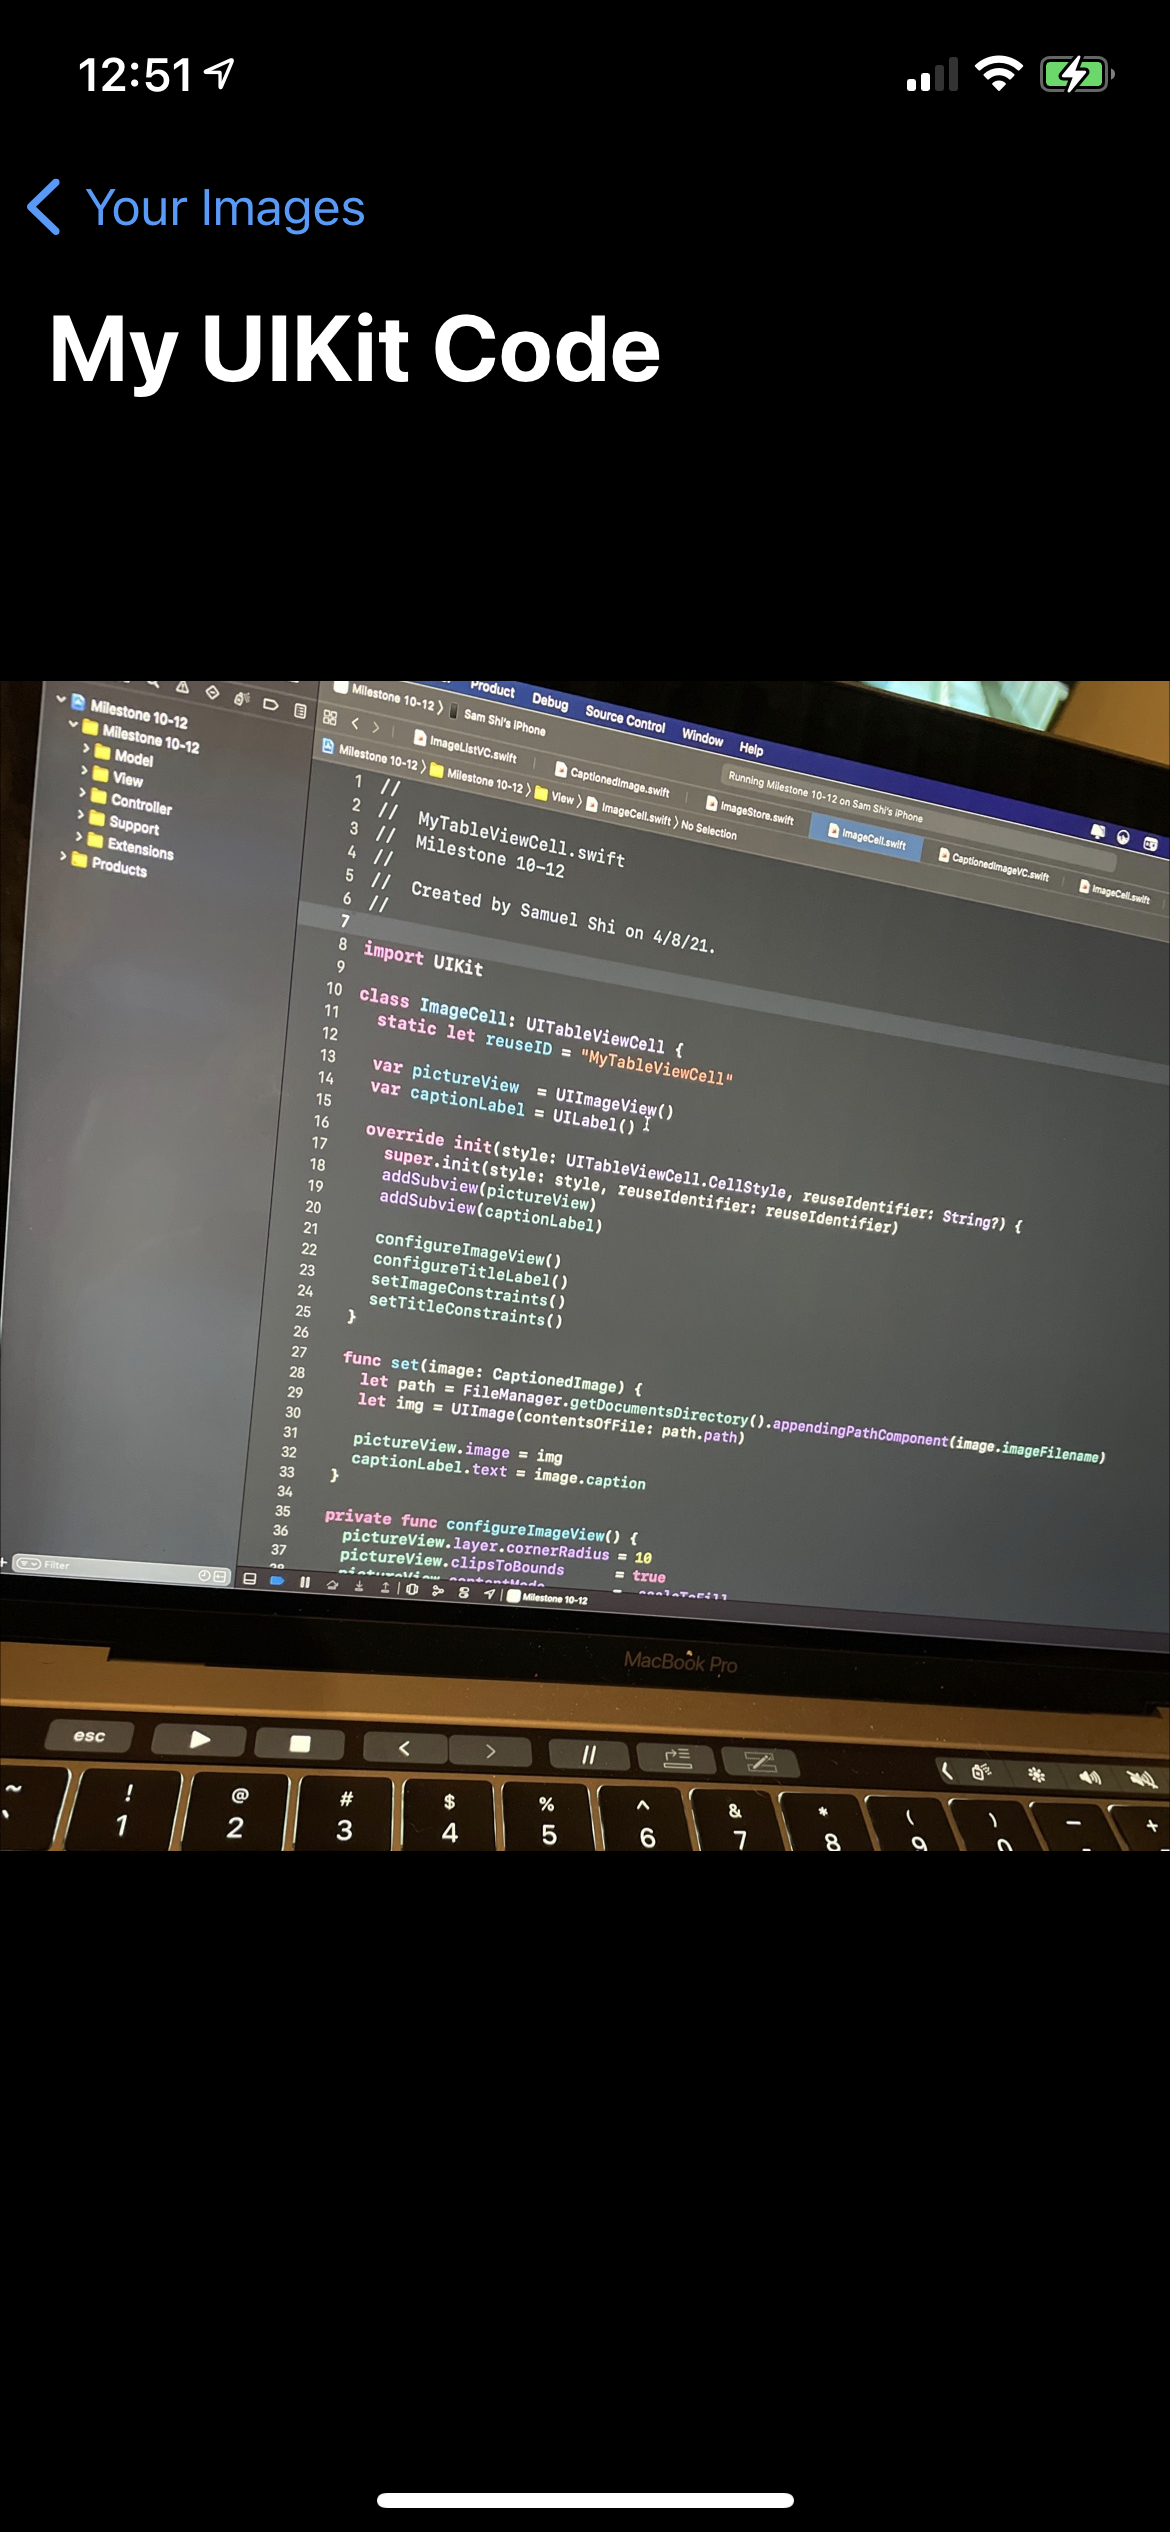 12:51
Your Images
My UIKit Code
Product Debug Source Control Window Help
Milestone 10-12 Sam Shi's iPhone
Running Milestone 10-12 on Sam Shi's iPhone
ImageListVC.swift CaptionedImage.swift ImageStore.swift ImageCell.swift CaptionedImageVC.swift ImageCell.swift
Milestone 10-12 Milestone 10-12 View ImageCell.swift No Selection
Milestone 10-12
Milestone 10-12
Model
View
Controller
Support
Extensions
Products
1 //
2 // MyTableViewCell.swift
3 // Milestone 10-12
4 //
5 // Created by Samuel Shi on 4/8/21.
6 //
7
8 import UIKit
9
10 class ImageCell: UITableViewCell {
11 static let reuseID = "MyTableViewCell"
12
13 var pictureView = UIImageView()
14 var captionLabel = UILabel()
15
16 override init(style: UITableViewCell.CellStyle, reuseIdentifier: String?) {
17 super.init(style: style, reuseIdentifier: reuseIdentifier)
18 addSubview(pictureView)
19 addSubview(captionLabel)
20
21 configureImageView()
22 configureTitleLabel()
23 setImageConstraints()
24 setTitleConstraints()
25 }
26
27 func set(image: CaptionedImage) {
28 let path = FileManager.getDocumentsDirectory().appendingPathComponent(image.imageFilename)
29 let img = UIImage(contentsOfFile: path.path)
30
31 pictureView.image = img
32 captionLabel.text = image.caption
33 }
34
35 private func configureImageView() {
36 pictureView.layer.cornerRadius = 10
37 pictureView.clipsToBounds = true
Filter
Milestone 10-12
MacBook Pro
esc
~ ! @ # $ % ^ & * ( ) - +
1 2 3 4 5 6 7 8 9 0